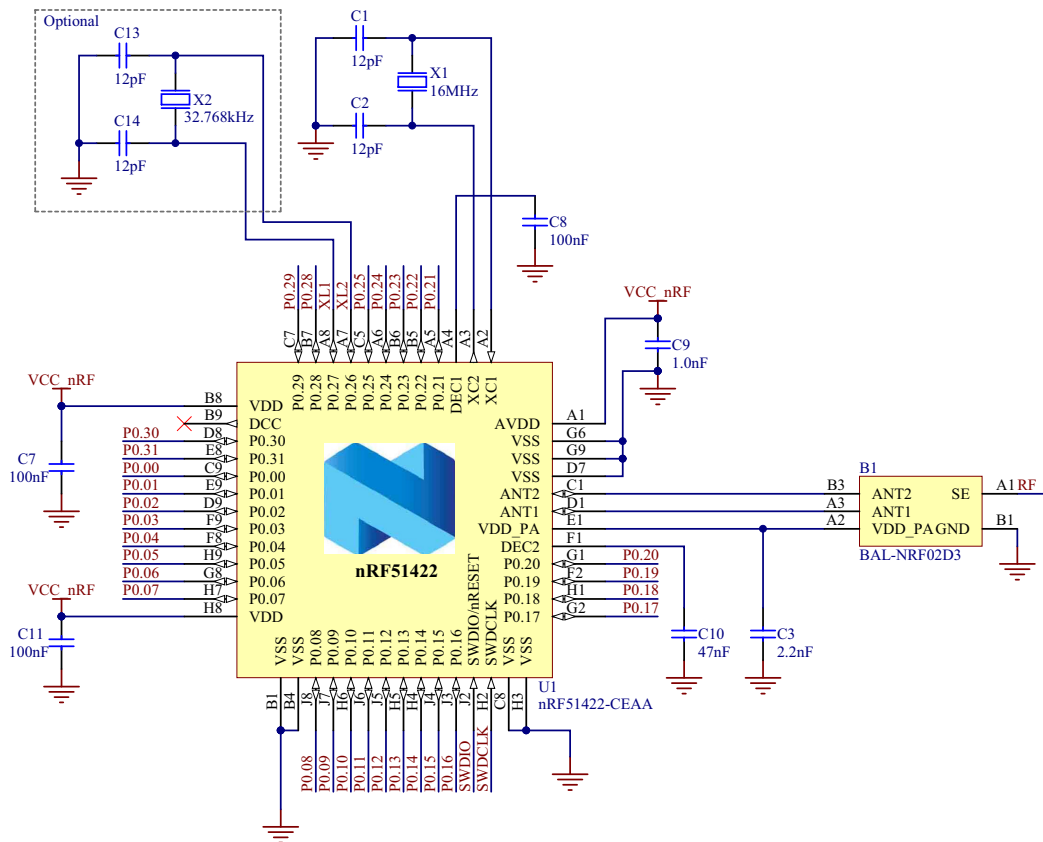 Optional
C13
12pF
X2
32.768kHz
C14
12pF
C1
12pF
X1
16MHz
C2
12pF
C8
100nF
P0.29
P0.28
XL1
XL2
P0.25
P0.24
P0.23
P0.22
P0.21
C7
B7
A8
A7
C5
A6
B6
B5
A5
A4
A3
A2
P0.29
P0.28
P0.27
P0.26
P0.25
P0.24
P0.23
P0.22
P0.21
DEC1
XC2
XC1
VCC_nRF
C9
1.0nF
VCC_nRF
C7
100nF
B8 VDD
B9 DCC
P0.30 D8 P0.30
P0.31 E8 P0.31
P0.00 C9 P0.00
P0.01 E9 P0.01
P0.02 D9 P0.02
P0.03 F9 P0.03
P0.04 F8 P0.04
P0.05 H9 P0.05
P0.06 G8 P0.06
P0.07 H7 P0.07
H8 VDD
VCC_nRF
C11
100nF
nRF51422
AVDD A1
VSS G6
VSS G9
VSS D7
ANT2 C1
ANT1 D1
VDD_PA E1
DEC2 F1
P0.20 G1 P0.20
P0.19 F2 P0.19
P0.18 H1 P0.18
P0.17 G2 P0.17
B1
B3 ANT2 SE A1 RF
A3 ANT1
A2 VDD_PA GND B1
BAL-NRF02D3
C10
47nF
C3
2.2nF
VSS
VSS
P0.08
P0.09
P0.10
P0.11
P0.12
P0.13
P0.14
P0.15
P0.16
SWDIO/nRESET
SWDCLK
VSS
VSS
U1
nRF51422-CEAA
B1
B4
J8
J7
H6
J6
J5
H5
H4
J4
J3
J2
H2
C8
H3
P0.08
P0.09
P0.10
P0.11
P0.12
P0.13
P0.14
P0.15
P0.16
SWDIO
SWDCLK